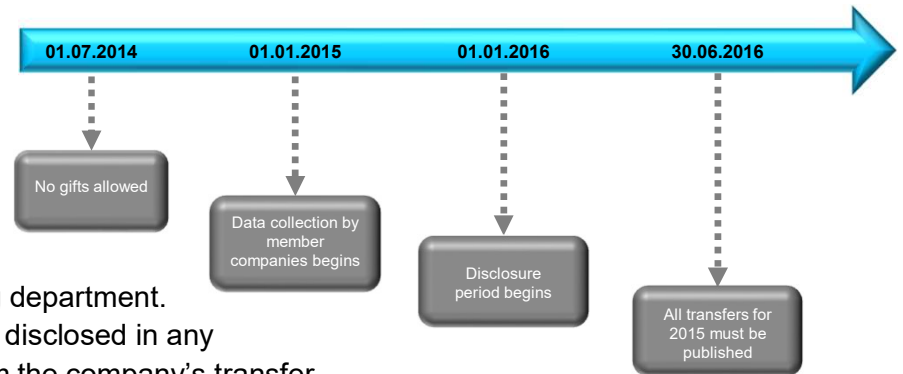 01.07.2014 01.01.2015 01.01.2016 30.06.2016
No gifts allowed
Data collection by
member
companies begins
Disclosure
period begins
All transfers for
2015 must be
published
department.
disclosed in any
the company's transfer